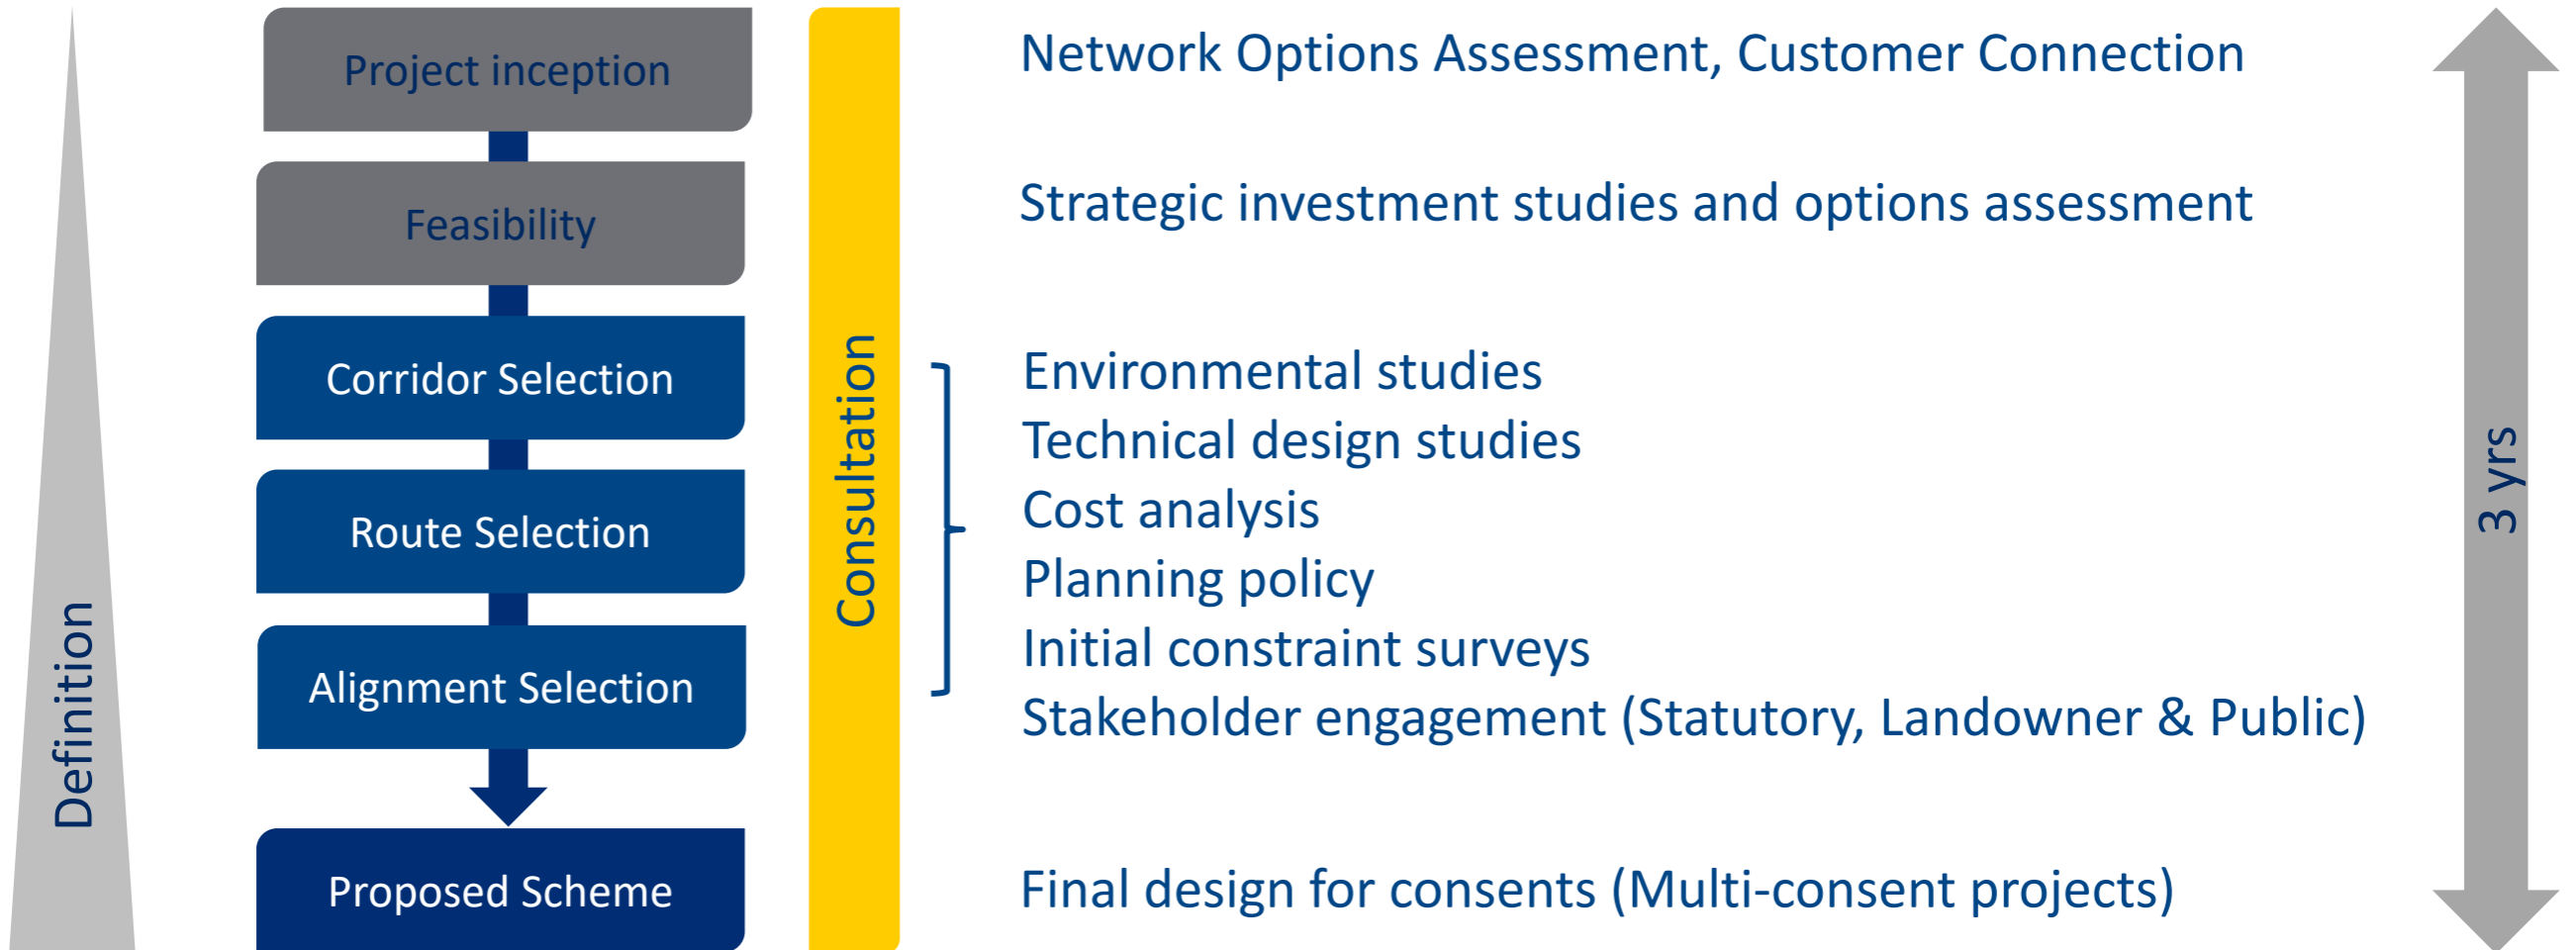 Project inception
Feasibility
Corridor Selection
Route Selection
Alignment Selection
Proposed Scheme
Definition
Consultation
Network Options Assessment, Customer Connection
Strategic investment studies and options assessment
Environmental studies
Technical design studies
Cost analysis
Planning policy
Initial constraint surveys
Stakeholder engagement (Statutory, Landowner & Public)
Final design for consents (Multi-consent projects)
3 yrs